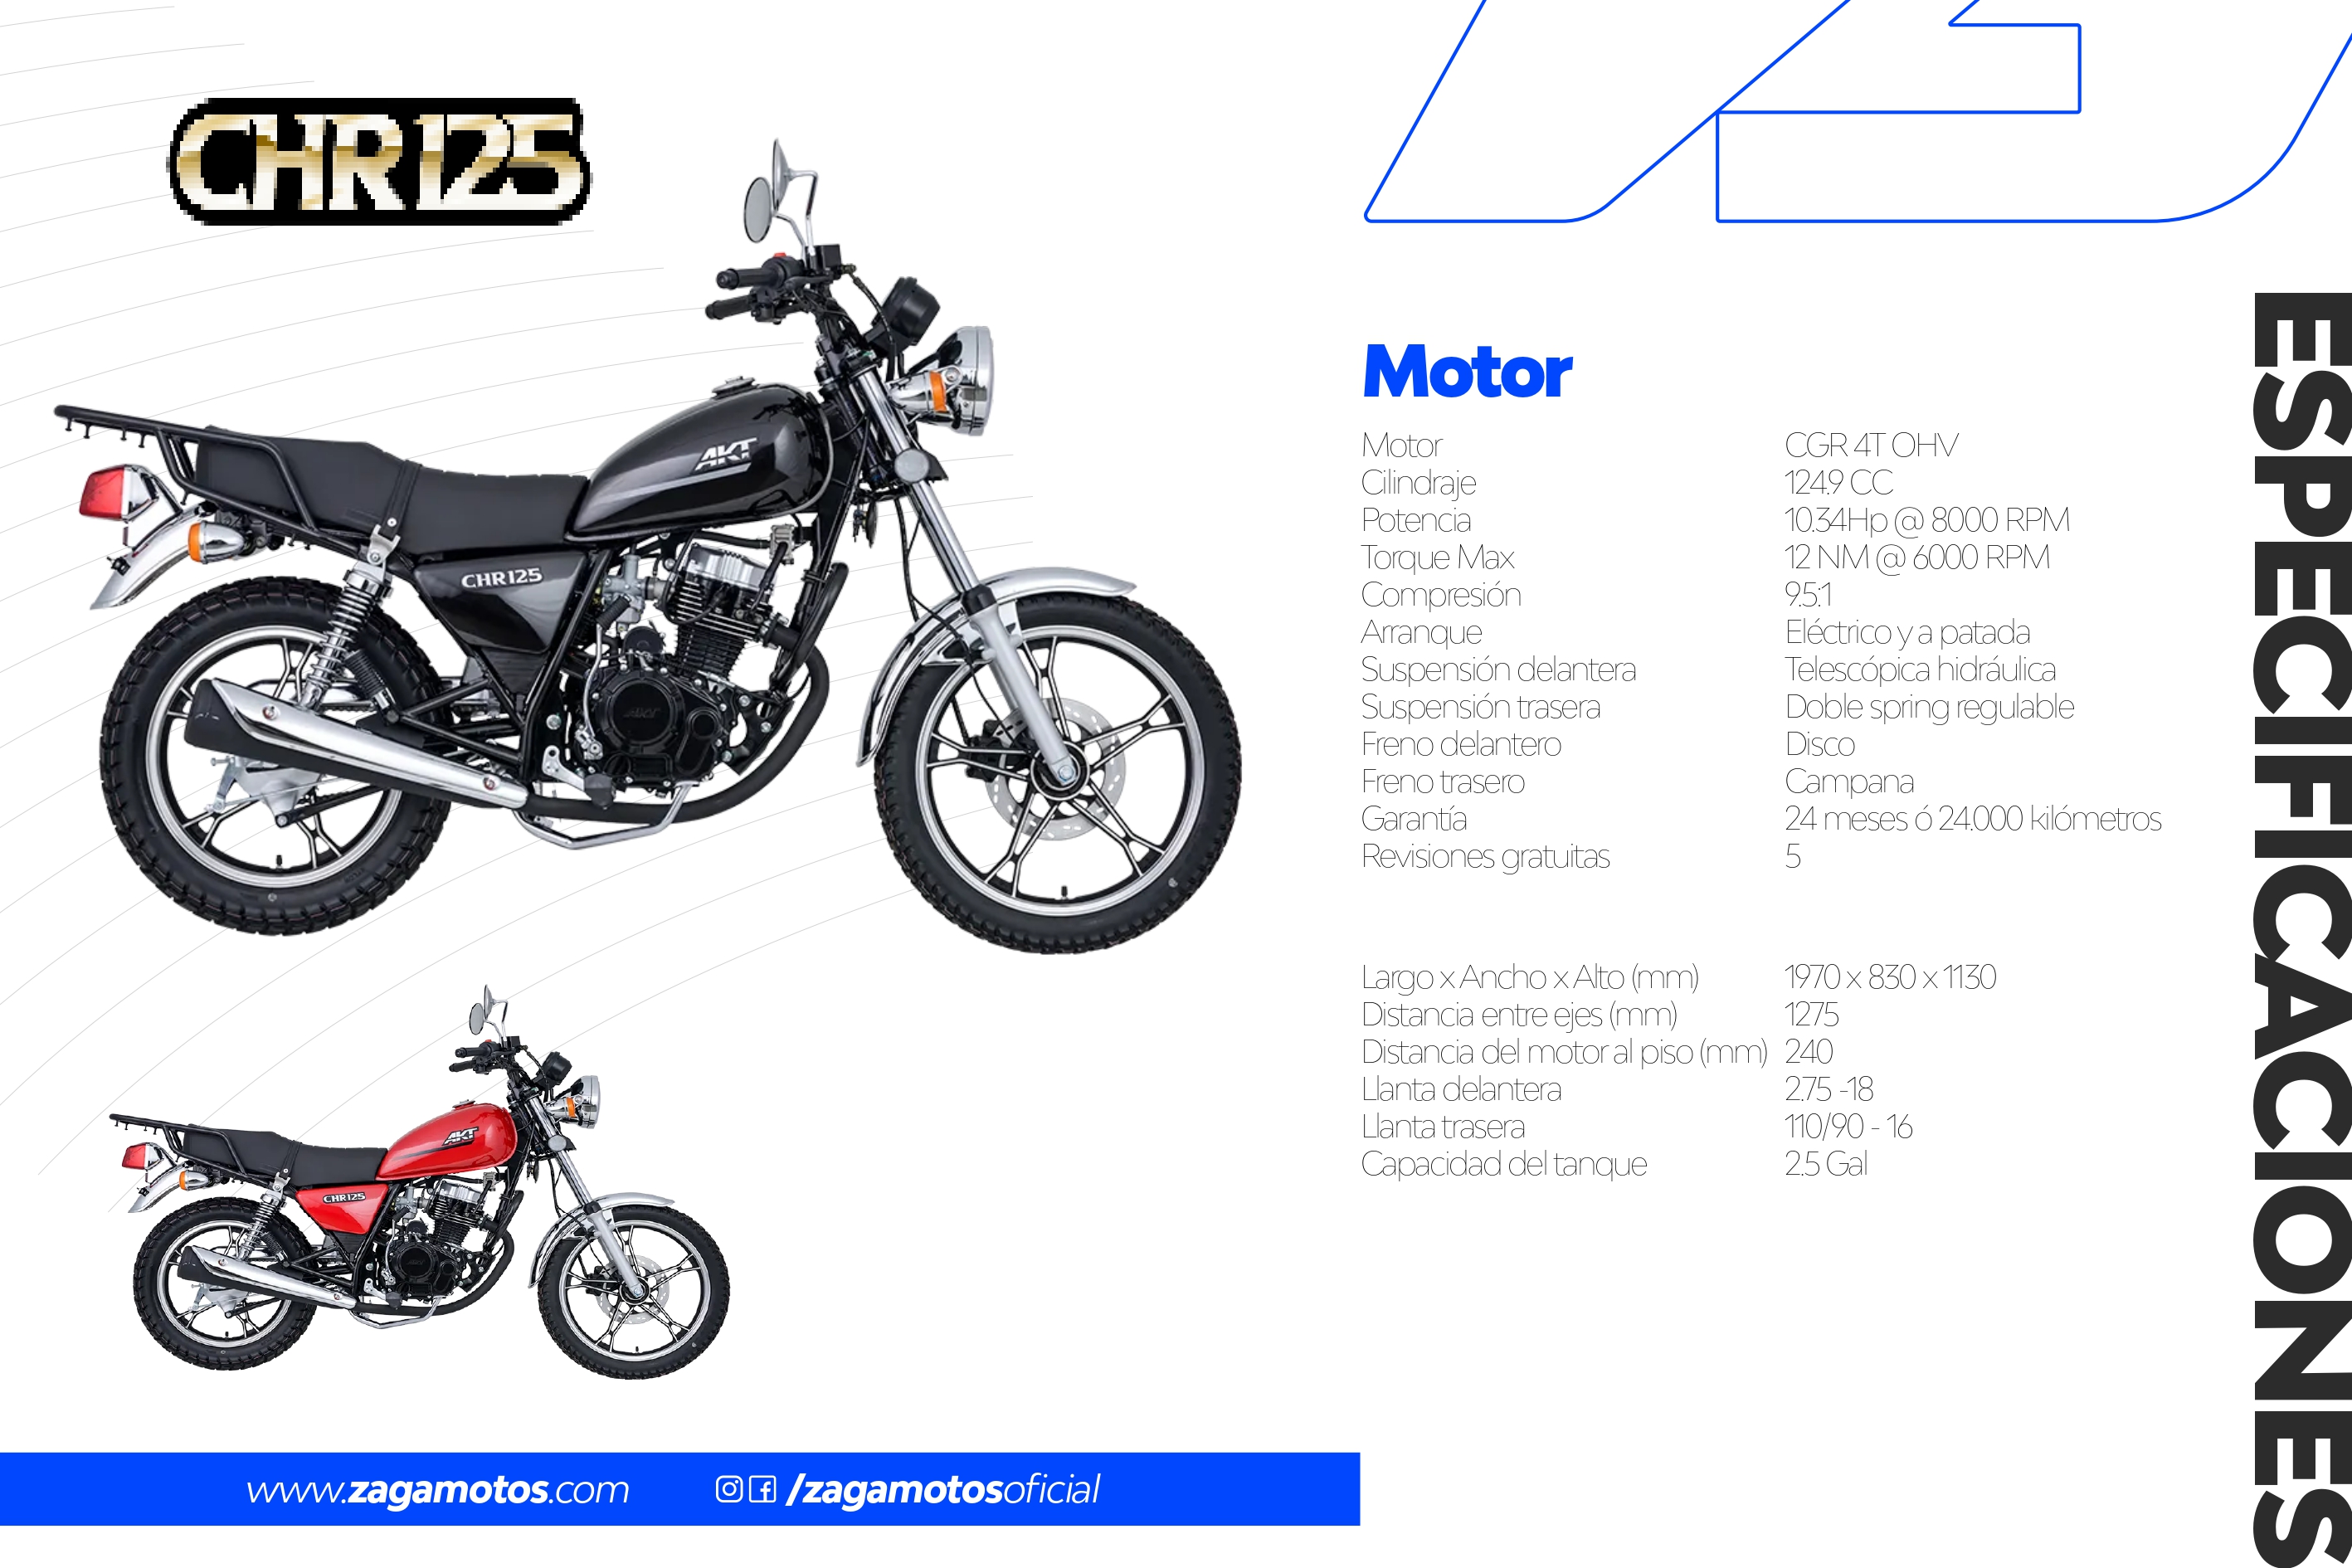 CHR125
AKT
CHR125
AKT
AKT
CHR125
Motor
Motor CGR 4T OHV
Cilindraje 124.9 CC
Potencia 10.34Hp @ 8000 RPM
Torque Max 12 NM @ 6000 RPM
Compresión 9.5:1
Arranque Eléctrico y a patada
Suspensión delantera Telescópica hidráulica
Suspensión trasera Doble spring regulable
Freno delantero Disco
Freno trasero Campana
Garantía 24 meses ó 24.000 kilómetros
Revisiones gratuitas 5
Largo x Ancho x Alto (mm) 1970 x 830 x 1130
Distancia entre ejes (mm) 1275
Distancia del motor al piso (mm) 240
Llanta delantera 2.75 -18
Llanta trasera 110/90 - 16
Capacidad del tanque 2.5 Gal
ESPECIFICACIONES
www.zagamotos.com /zagamotosoficial